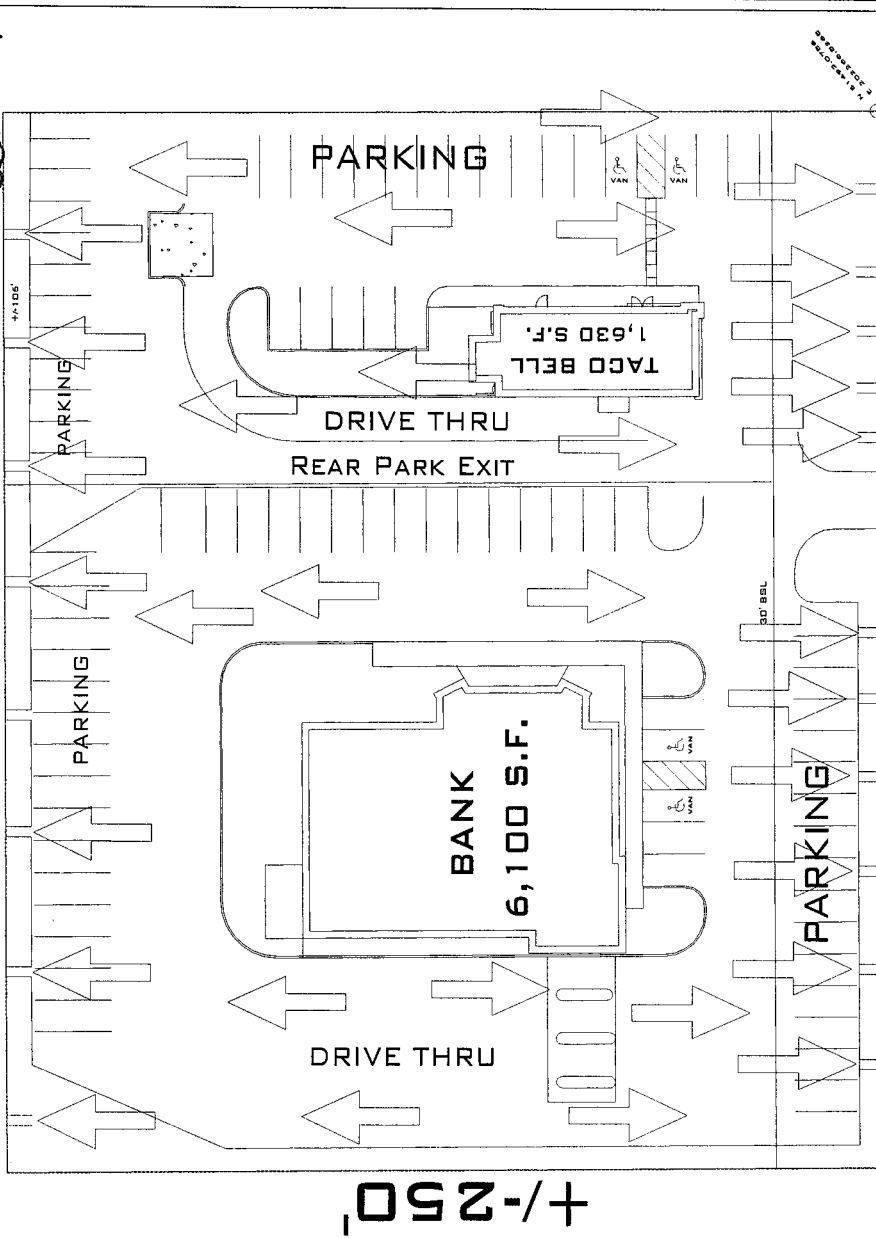 PARKING
VAN
VAN
+/-106'
TACO BELL
1,630 S.F.
PARKING
DRIVE THRU
REAR PARK EXIT
30' BSL
PARKING
VAN
VAN
BANK
6,100 S.F.
PARKING
DRIVE THRU
+/-250'